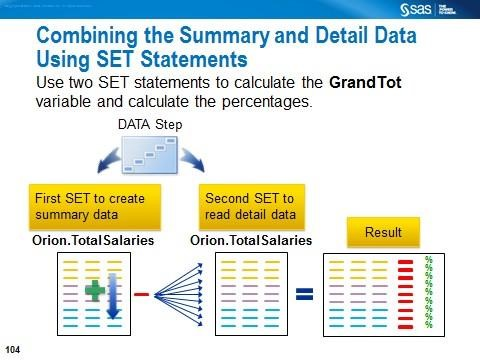 sas THE POWER TO KNOW.
Combining the Summary and Detail Data
Using SET Statements
Use two SET statements to calculate the GrandTot
variable and calculate the percentages.
DATA Step
First SET to create
summary data
Second SET to
read detail data
Result
Orion.TotalSalaries
Orion.TotalSalaries
%
%
%
%
%
%
%
%
%
104